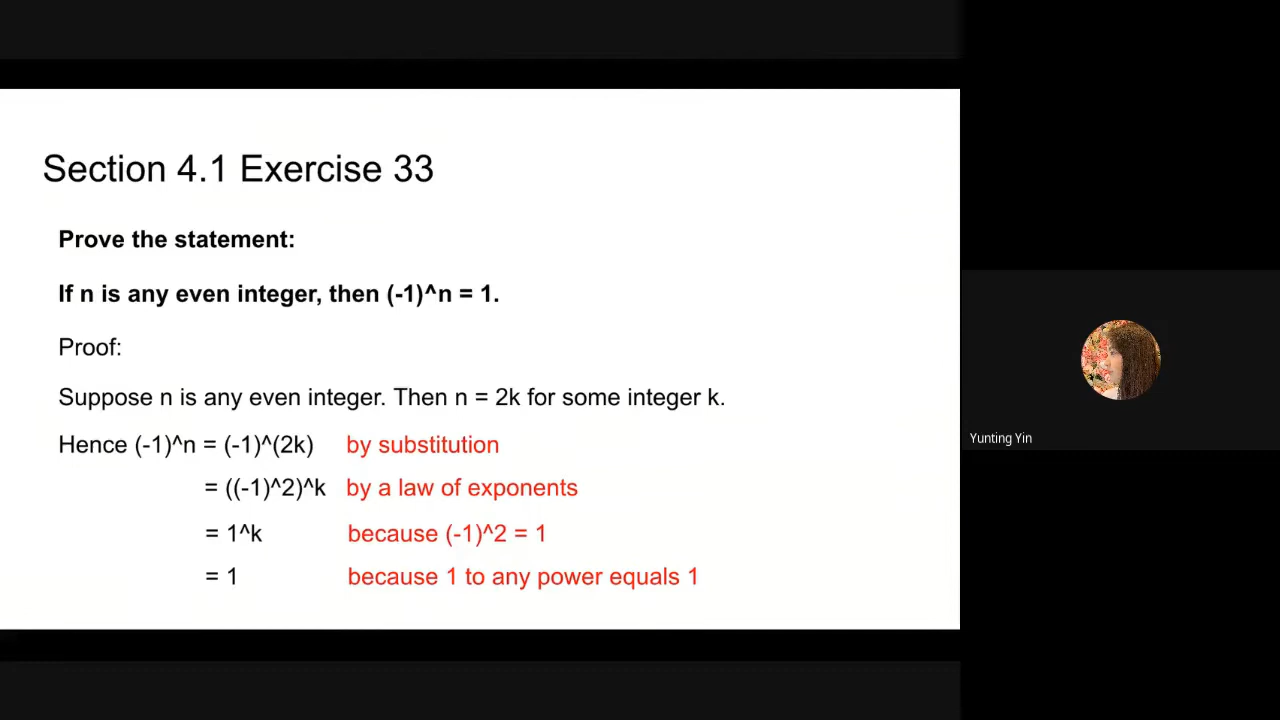 Section 4.1 Exercise 33
Prove the statement:
If n is any even integer, then (-1)^n = 1.
Proof:
Suppose n is any even integer. Then n = 2k for some integer k.
Hence (-1)^n = (-1)^(2k) by substitution
= ((-1)^2)^k by a law of exponents
= 1^k because (-1)^2 = 1
= 1 because 1 to any power equals 1
Yunting Yin